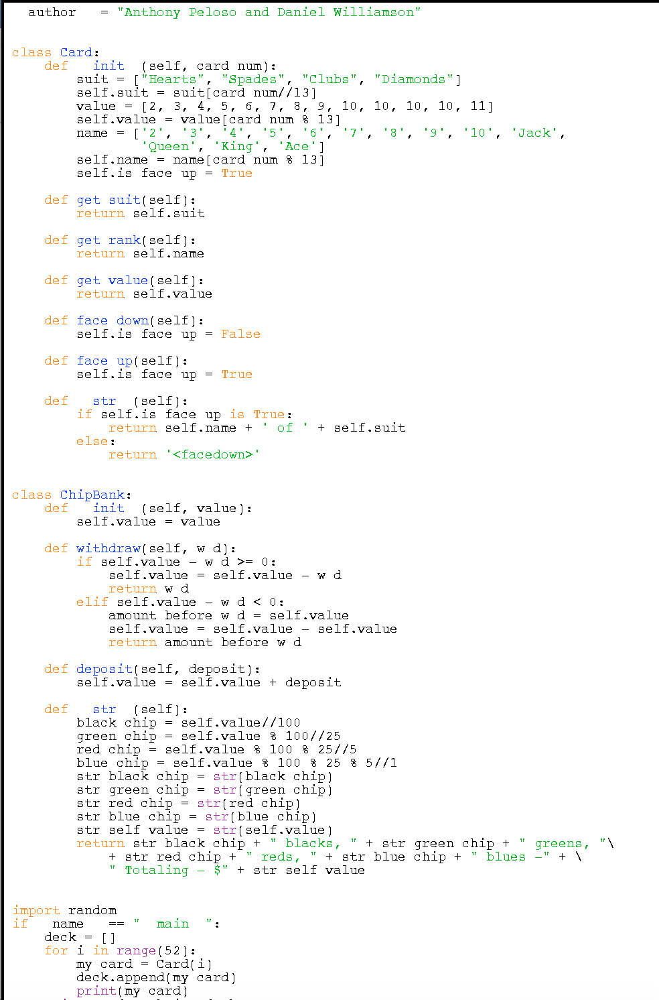 author   = "Anthony Peloso and Daniel Williamson"
class Card:
def   init  (self, card num):
suit = ["Hearts", "Spades", "Clubs", "Diamonds"]
self.suit = suit[card num//13]
value = [2, 3, 4, 5, 6, 7, 8, 9, 10, 10, 10, 10, 11]
self.value = value[card num % 13]
name = ['2', '3', '4', '5', '6', '7', '8', '9', '10', 'Jack',
'Queen', 'King', 'Ace']
self.name = name[card num % 13]
self.is face up = True
def get suit(self):
return self.suit
def get rank(self):
return self.name
def get value(self):
return self.value
def face down(self):
self.is face up = False
def face up(self):
self.is face up = True
def   str  (self):
if self.is face up is True:
return self.name + ' of ' + self.suit
else:
return '<facedown>'
class ChipBank:
def   init  (self, value):
self.value = value
def withdraw(self, w d):
if self.value - w d >= 0:
self.value = self.value - w d
return w d
elif self.value - w d < 0:
amount before w d = self.value
self.value = self.value - self.value
return amount before w d
def deposit(self, deposit):
self.value = self.value + deposit
def   str  (self):
black chip = self.value//100
green chip = self.value % 100//25
red chip = self.value % 100 % 25//5
blue chip = self.value % 100 % 25 % 5//1
str black chip = str(black chip)
str green chip = str(green chip)
str red chip = str(red chip)
str blue chip = str(blue chip)
str self value = str(self.value)
return str black chip + " blacks, " + str green chip + " greens, "\
+ str red chip + " reds, " + str blue chip + " blues -" + \
" Totaling - $" + str self value
import random
if   name   == "  main  ":
deck = []
for i in range(52):
my card = Card(i)
deck.append(my card)
print(my card)